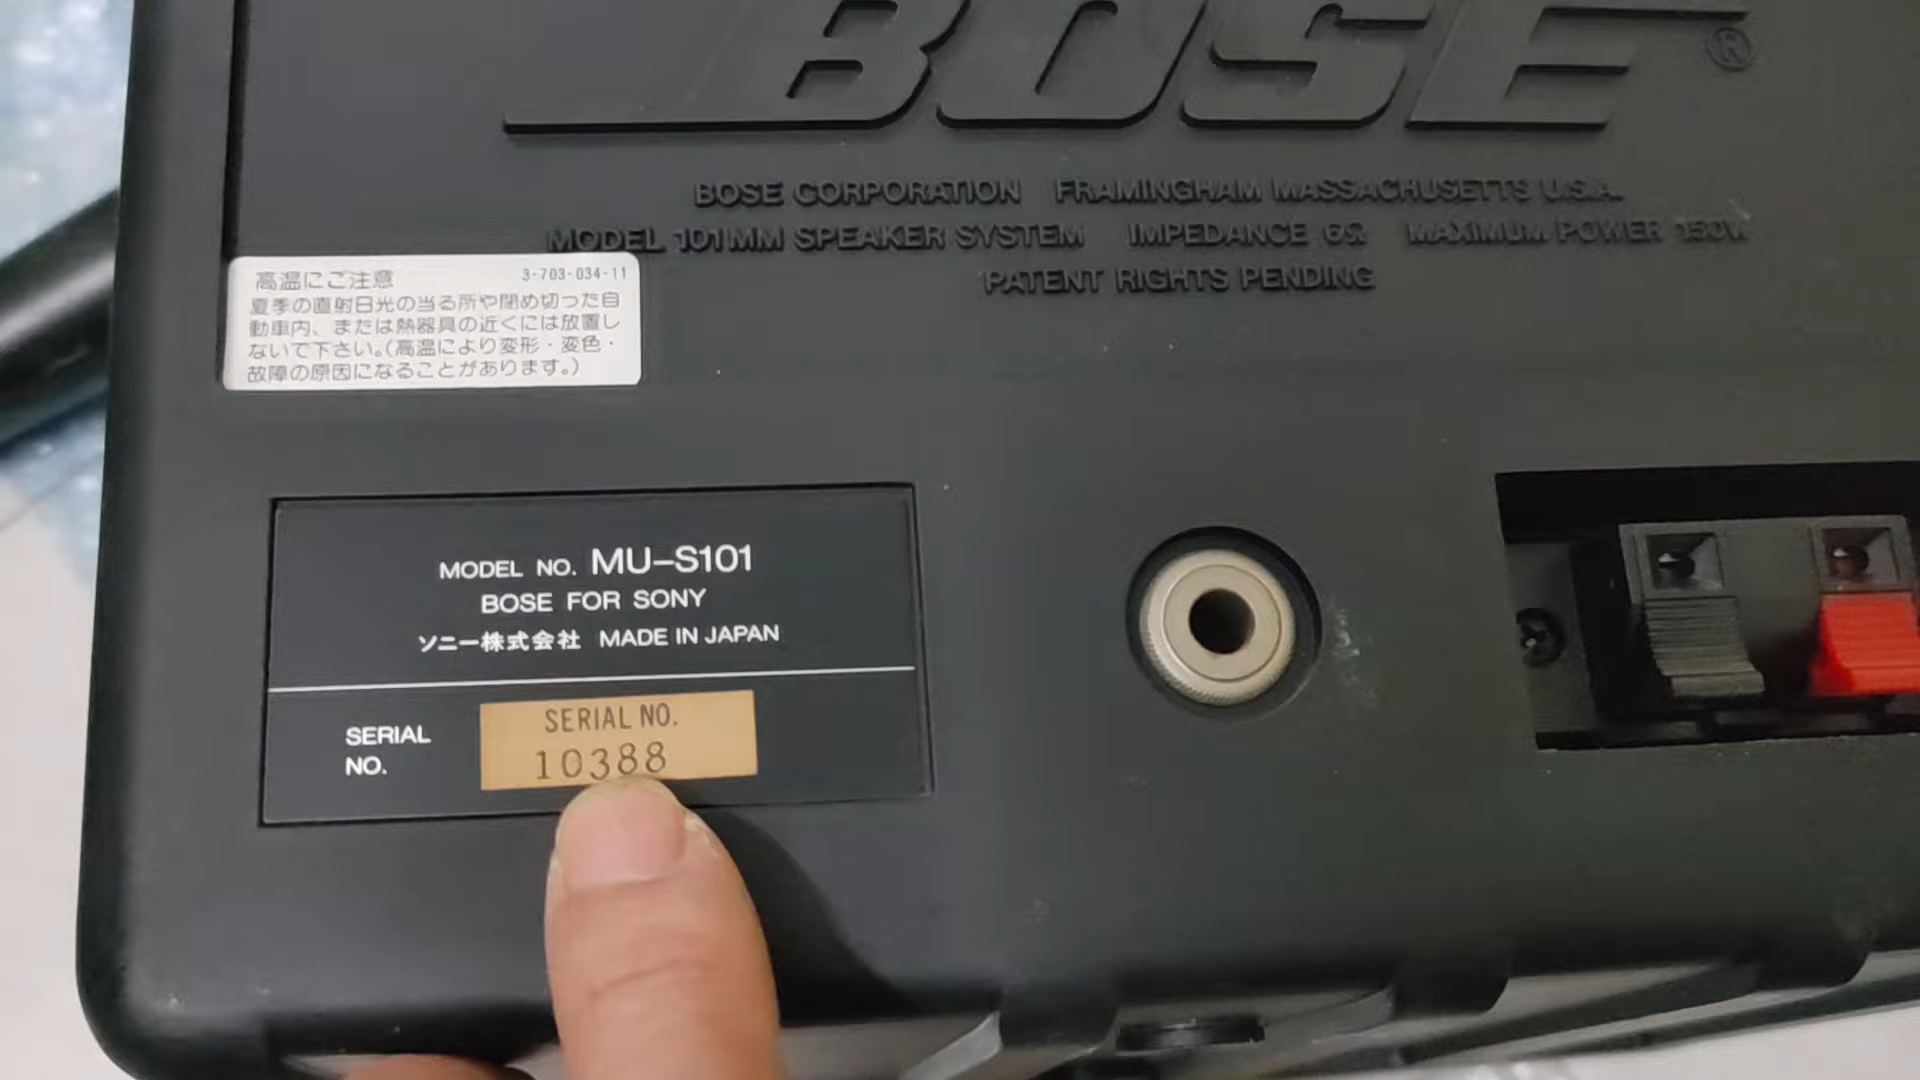 BOSE ®
BOSE CORPORATION FRAMINGHAM MASSACHUSETTS U.S.A.
MODEL 101MM SPEAKER SYSTEM IMPEDANCE 6Ω MAXIMUM POWER 150W
PATENT RIGHTS PENDING
高温にご注意 3-703-034-11
夏季の直射日光の当る所や閉め切った自
動車内、または熱器具の近くには放置し
ないで下さい。(高温により変形・変色・
故障の原因になることがあります。)
MODEL NO. MU-S101
BOSE FOR SONY
ソニー株式会社 MADE IN JAPAN
SERIAL
NO.
SERIAL NO.
10388